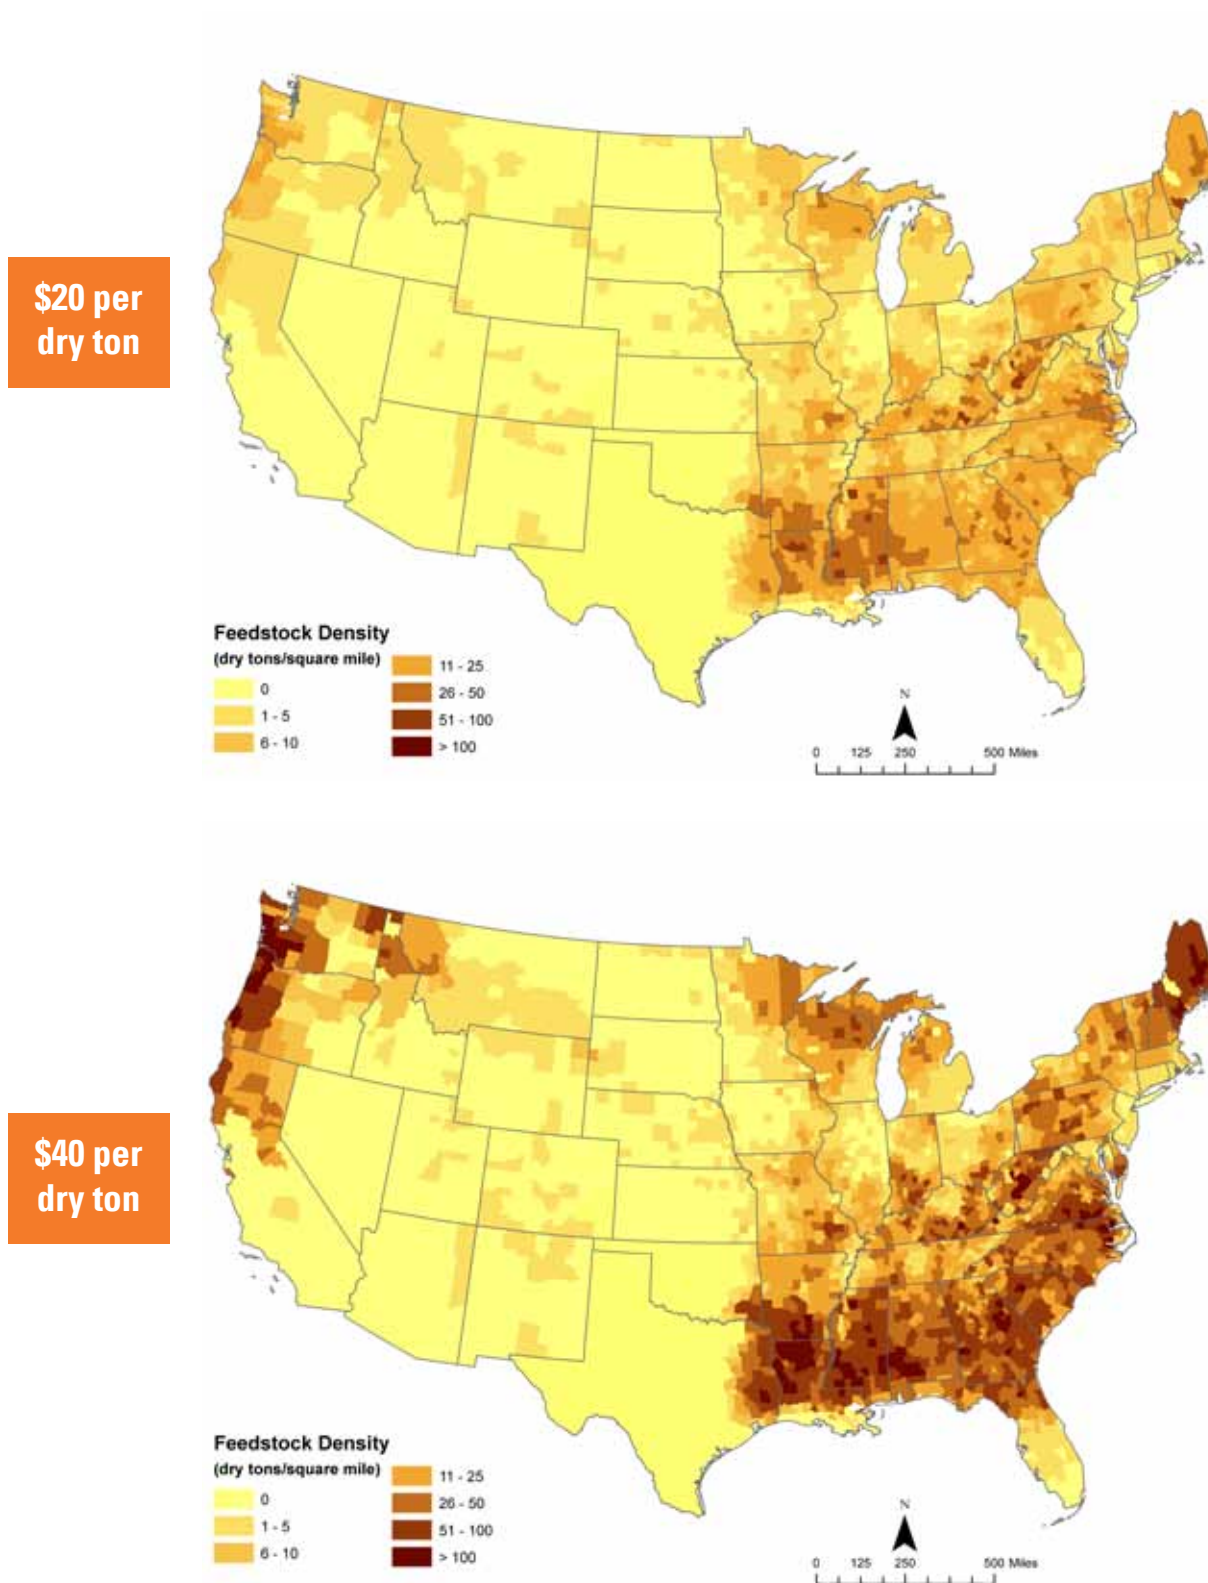 $20 per
dry ton
Feedstock Density
(dry tons/square mile)
0
1 - 5
6 - 10
11 - 25
26 - 50
51 - 100
> 100
N
0 125 250 500 Miles
$40 per
dry ton
Feedstock Density
(dry tons/square mile)
0
1 - 5
6 - 10
11 - 25
26 - 50
51 - 100
> 100
N
0 125 250 500 Miles